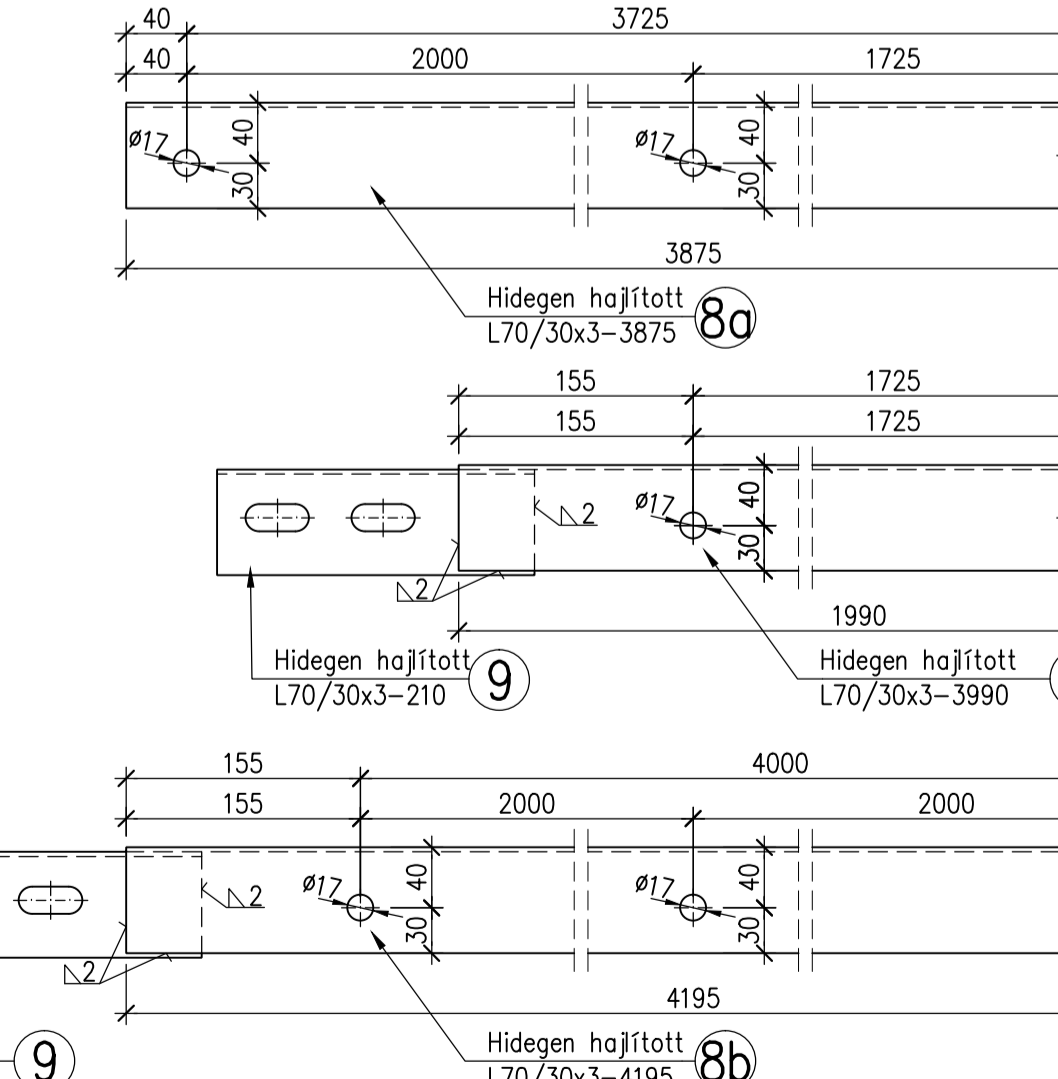 40 3725
40 2000 1725
ø17 40 30 ø17 40 30
3875
Hidegen hajlított
L70/30x3-3875
8a
155 1725
155 1725
ø17 40 30
2
2
1990
Hidegen hajlított
L70/30x3-210
9
Hidegen hajlított
L70/30x3-3990
155 4000
155 2000 2000
2
ø17 40 30 ø17 40 30
2
4195
9
Hidegen hajlított
L70/30x3-4195
8b